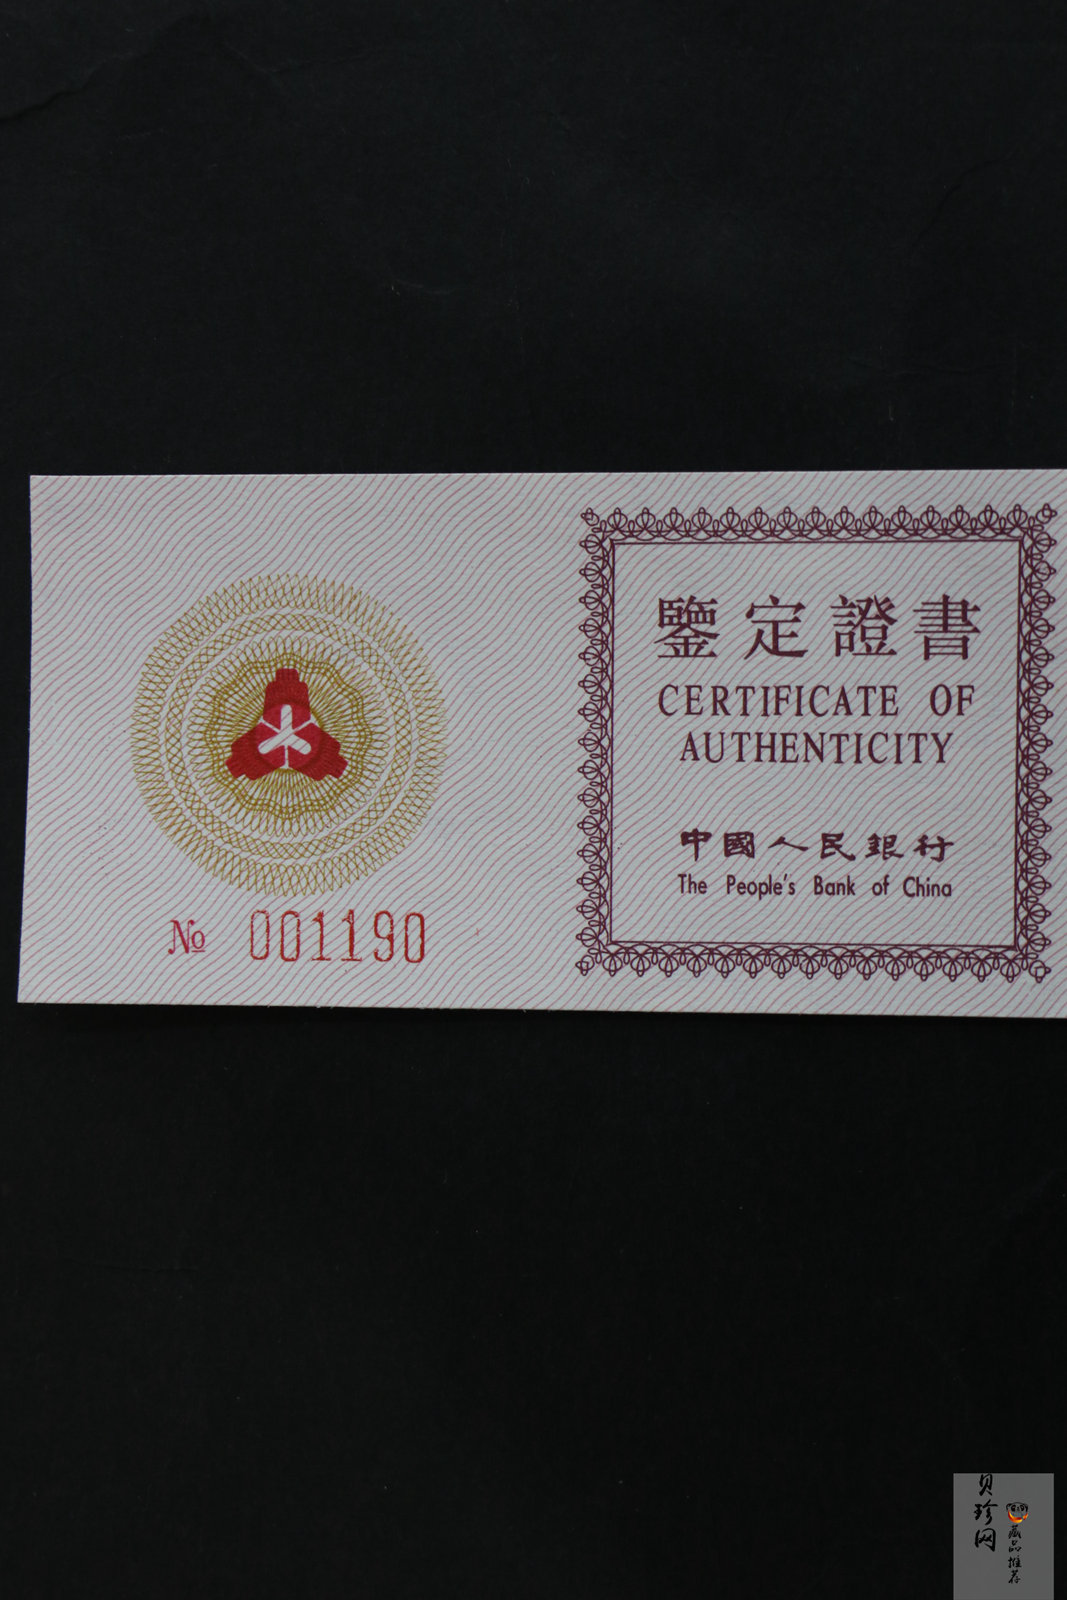 鑒定證書
CERTIFICATE OF
AUTHENTICITY
中國人民銀行
The People's Bank of China
№ 001190
贝珍网
藏品推荐